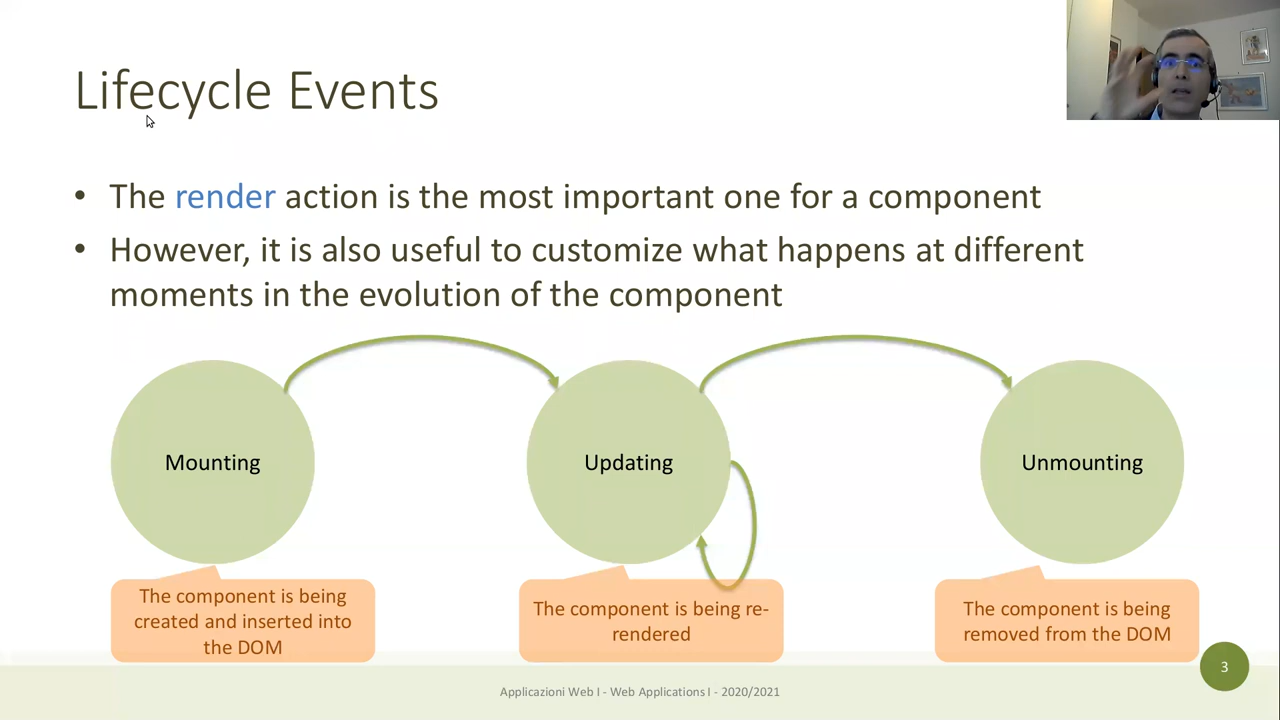 Lifecycle Events
• The render action is the most important one for a component
• However, it is also useful to customize what happens at different
moments in the evolution of the component
Mounting
Updating
Unmounting
The component is being
created and inserted into
the DOM
The component is being re-
rendered
The component is being
removed from the DOM
3
Applicazioni Web I - Web Applications I - 2020/2021